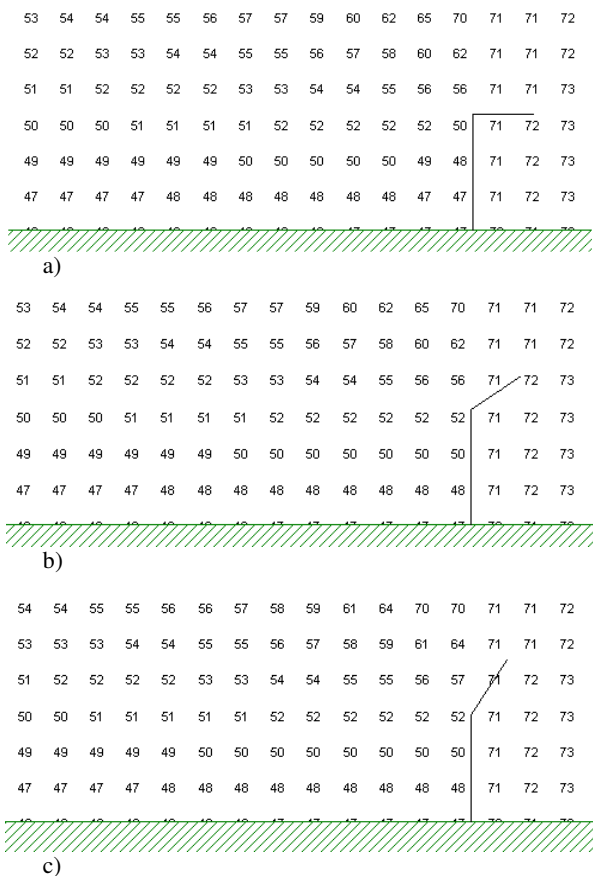 53 54 54 55 55 56 57 57 59 60 62 65 70 71 71 72
52 52 53 53 54 54 55 55 56 57 58 60 62 71 71 72
51 51 52 52 52 52 53 53 54 54 55 56 56 71 71 73
50 50 50 51 51 51 51 52 52 52 52 52 50 71 72 73
49 49 49 49 49 49 50 50 50 50 50 49 48 71 72 73
47 47 47 47 48 48 48 48 48 48 48 47 47 71 72 73
a)
53 54 54 55 55 56 57 57 59 60 62 65 70 71 71 72
52 52 53 53 54 54 55 55 56 57 58 60 62 71 71 72
51 51 52 52 52 52 53 53 54 54 55 56 56 71 72 73
50 50 50 51 51 51 51 52 52 52 52 52 52 71 72 73
49 49 49 49 49 49 50 50 50 50 50 50 50 71 72 73
47 47 47 47 48 48 48 48 48 48 48 48 48 71 72 73
b)
54 54 55 55 56 56 57 58 59 61 64 70 70 71 71 72
53 53 53 54 54 55 55 56 57 58 59 61 64 71 71 72
51 52 52 52 52 53 53 54 54 55 55 56 57 71 72 73
50 50 51 51 51 51 51 52 52 52 52 52 52 71 72 73
49 49 49 49 49 50 50 50 50 50 50 50 50 71 72 73
47 47 47 47 48 48 48 48 48 48 48 48 48 71 72 73
c)